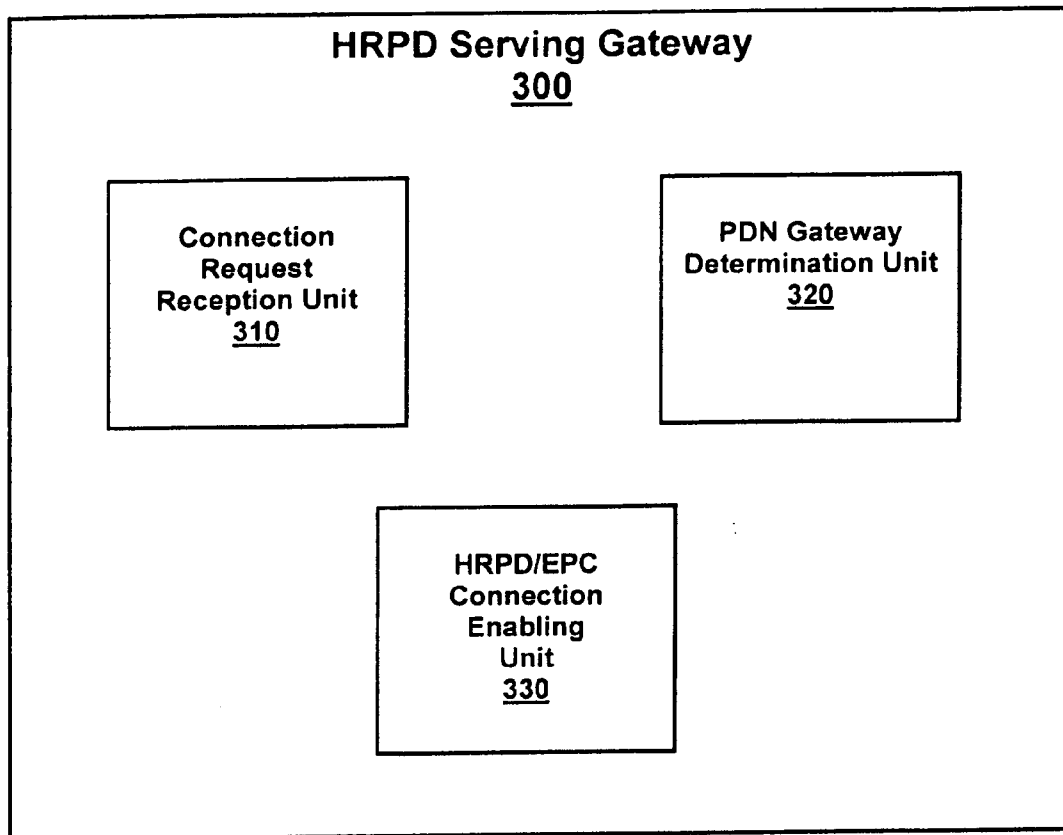 HRPD Serving Gateway
300
Connection
Request
Reception Unit
310
PDN Gateway
Determination Unit
320
HRPD/EPC
Connection
Enabling
Unit
330